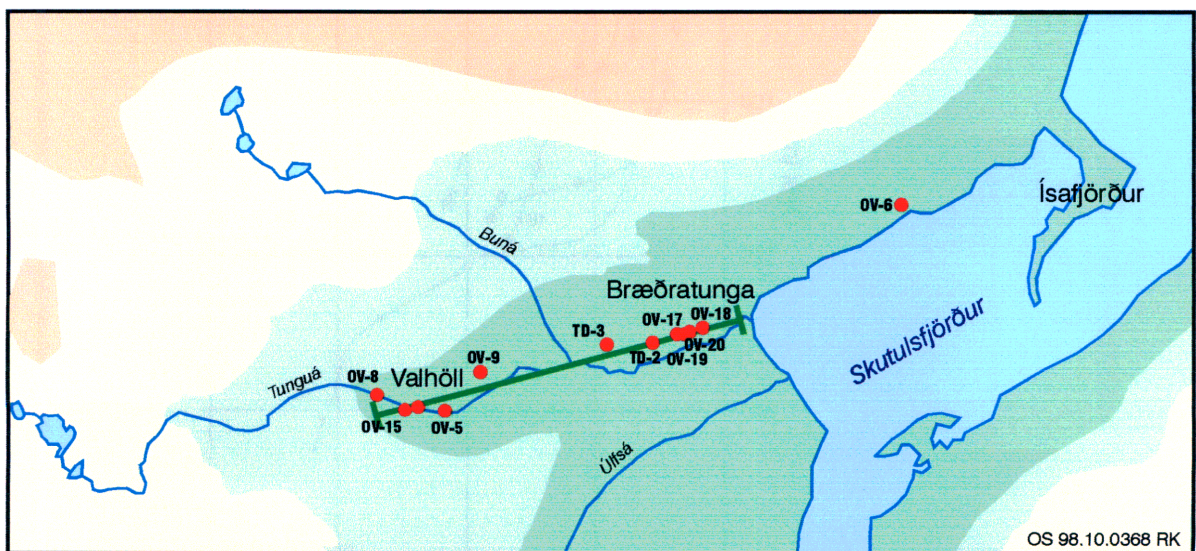 Ísafjörður
OV-6
Buná
Bræðratunga
OV-18
OV-17
TD-3
Skutulsfjörður
OV-20
TD-2
OV-19
OV-9
Valhöll
OV-8
Tunguá
OV-15
OV-5
Úlfsá
OS 98.10.0368 RK